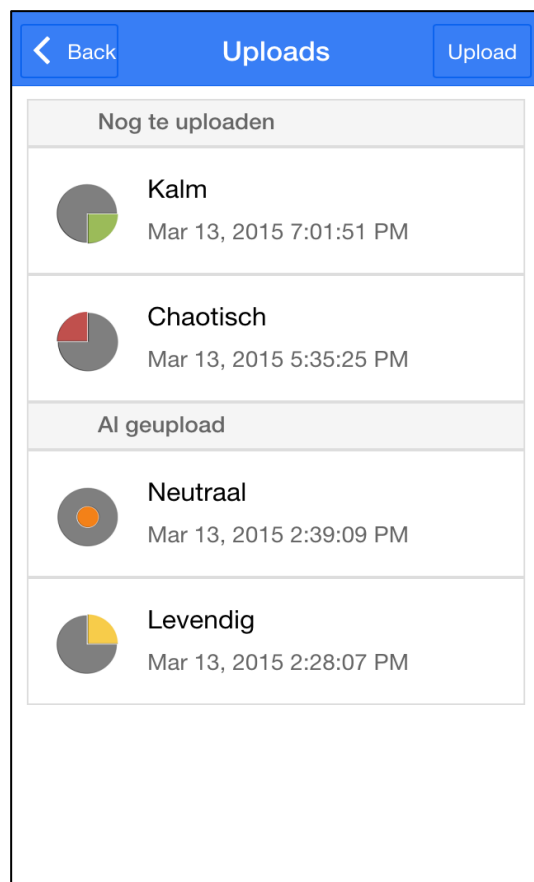 Back Uploads Upload
Nog te uploaden
Kalm
Mar 13, 2015 7:01:51 PM
Chaotisch
Mar 13, 2015 5:35:25 PM
Al geupload
Neutraal
Mar 13, 2015 2:39:09 PM
Levendig
Mar 13, 2015 2:28:07 PM